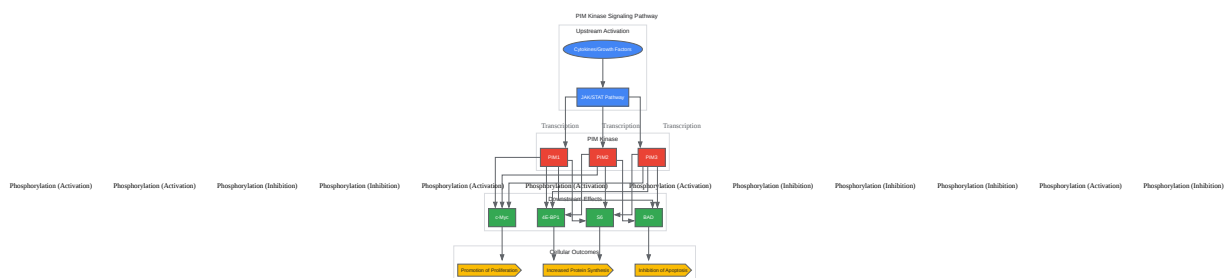 PIM Kinase Signaling Pathway
Upstream Activation
Cytokines/Growth Factors
JAK/STAT Pathway
Transcription Transcription Transcription
PIM Kinase
PIM1 PIM2 PIM3
Phosphorylation (Activation) Phosphorylation (Activation) Phosphorylation (Inhibition) Phosphorylation (Inhibition) Phosphorylation (Activation) Phosphorylation (Activation) Phosphorylation (Activation) Phosphorylation (Inhibition) Phosphorylation (Inhibition) Phosphorylation (Inhibition) Phosphorylation (Activation) Phosphorylation (Inhibition)
Downstream Effects
c-Myc 4E-BP1 S6 BAD
Cellular Outcomes
Promotion of Proliferation Increased Protein Synthesis Inhibition of Apoptosis